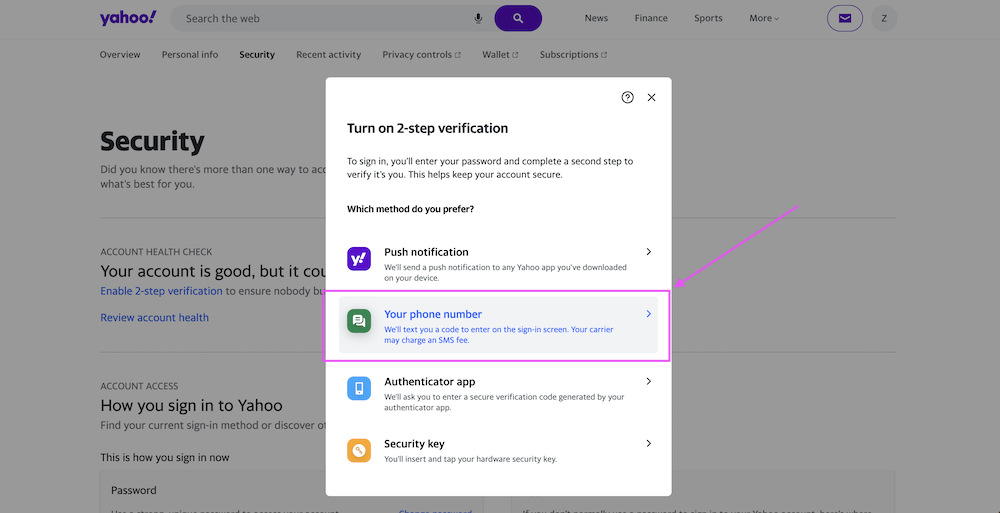 yahoo! Search the web News Finance Sports More Z
Overview Personal info Security Recent activity Privacy controls Wallet Subscriptions
Security
Did you know there's more than one way to acc
what's best for you.
ACCOUNT HEALTH CHECK
Your account is good, but it cou
Enable 2-step verification to ensure nobody bu
Review account health
ACCOUNT ACCESS
How you sign in to Yahoo
Find your current sign-in method or discover ot
This is how you sign in now
Password
Change password
Turn on 2-step verification
To sign in, you'll enter your password and complete a second step to
verify it's you. This helps keep your account secure.
Which method do you prefer?
y!
Push notification
We'll send a push notification to any Yahoo app you've downloaded
on your device.
Your phone number
We'll text you a code to enter on the sign-in screen. Your carrier
may charge an SMS fee.
Authenticator app
We'll ask you to enter a secure verification code generated by your
authenticator app.
Security key
You'll insert and tap your hardware security key.